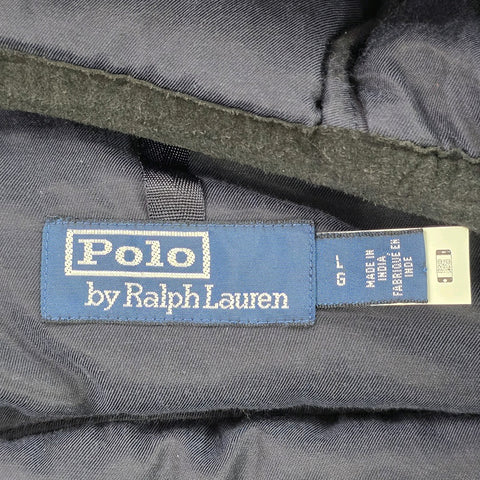 Polo
by Ralph Lauren
L
G
MADE IN
INDIA
FABRIQUÉ EN
INDE